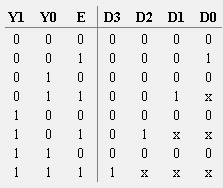 Y1 Y0 E D3 D2 D1 D0
0 0 0 0 0 0 0
0 0 1 0 0 0 1
0 1 0 0 0 0 0
0 1 1 0 0 1 x
1 0 0 0 0 0 0
1 0 1 0 1 x x
1 1 0 0 0 0 0
1 1 1 1 x x x